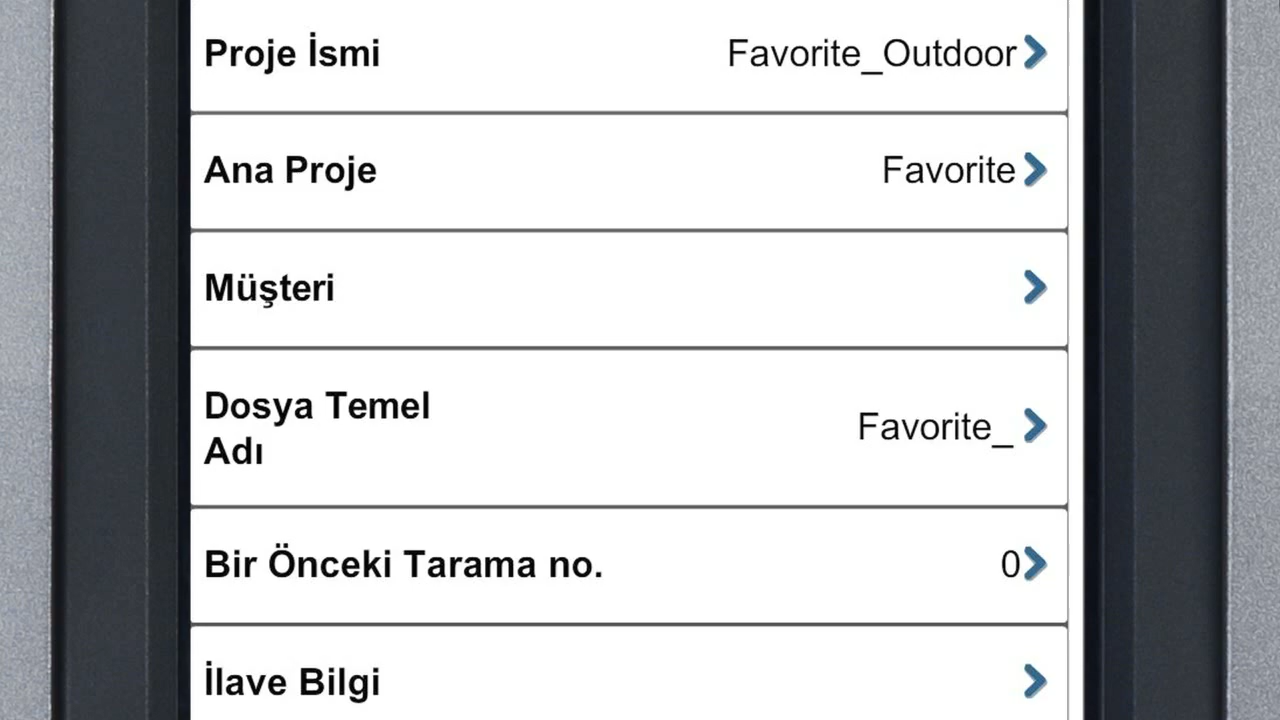 Proje İsmi Favorite_Outdoor
Ana Proje Favorite
Müşteri
Dosya Temel
Adı
Favorite_
Bir Önceki Tarama no. 0
İlave Bilgi